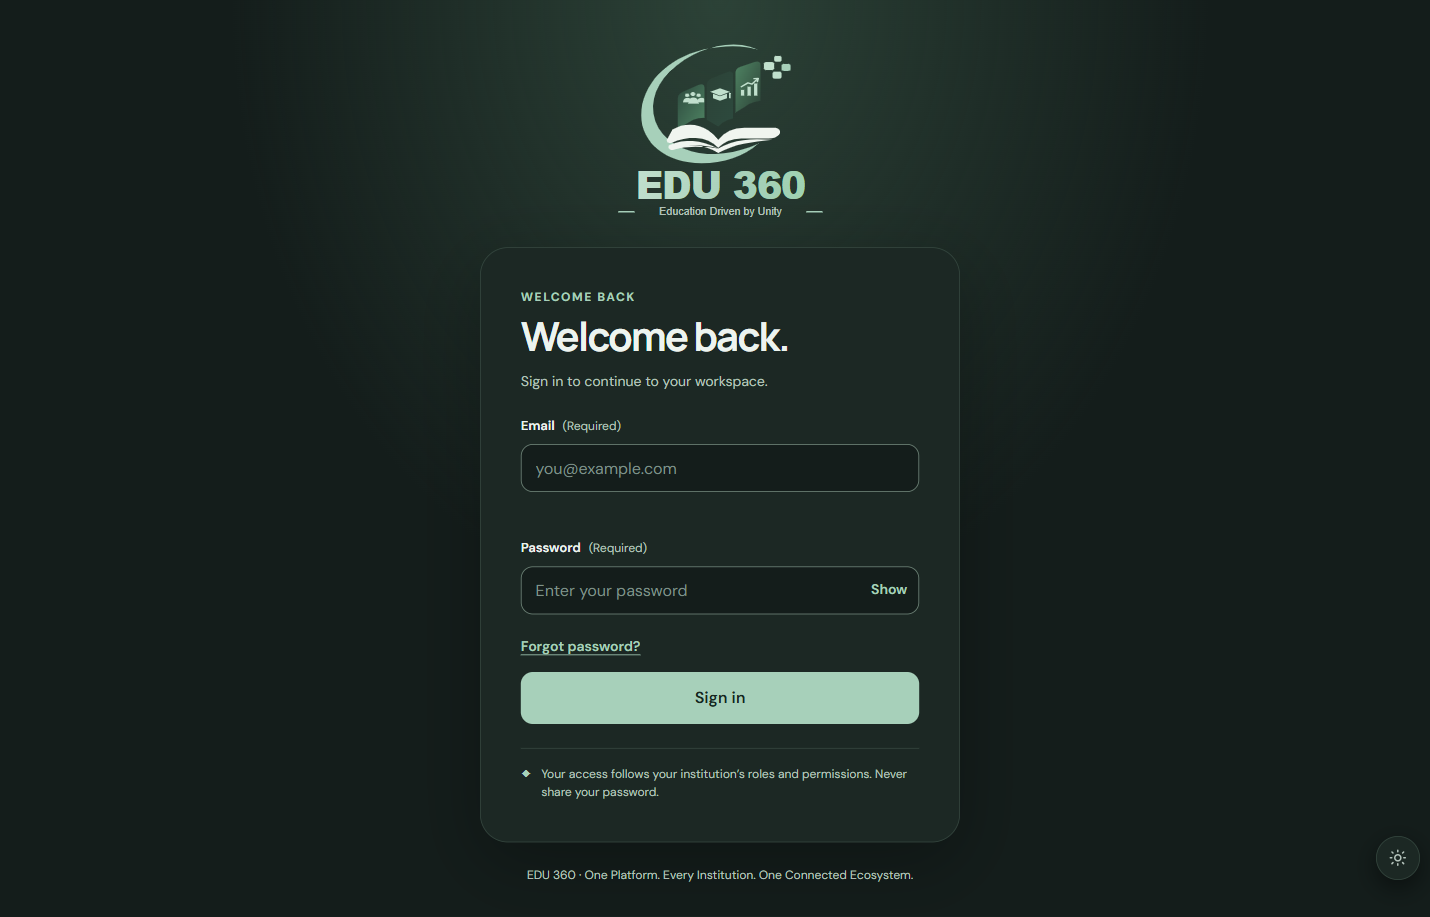 EDU 360
Education Driven by Unity
WELCOME BACK
Welcome back.
Sign in to continue to your workspace.
Email (Required)
you@example.com
Password (Required)
Enter your password
Show
Forgot password?
Sign in
Your access follows your institution’s roles and permissions. Never
share your password.
EDU 360 · One Platform. Every Institution. One Connected Ecosystem.